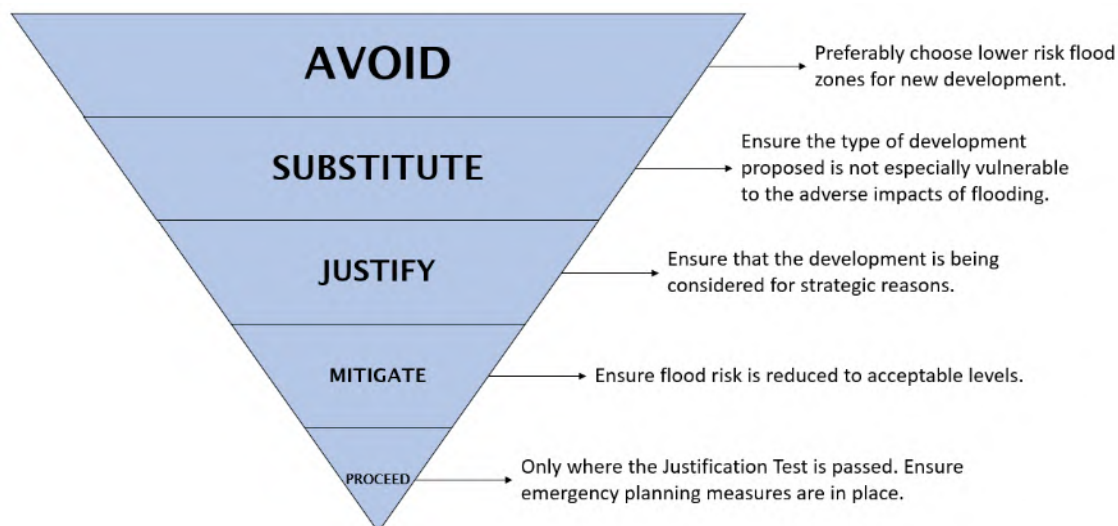 AVOID
Preferably choose lower risk flood
zones for new development.
SUBSTITUTE
Ensure the type of development
proposed is not especially vulnerable
to the adverse impacts of flooding.
JUSTIFY
Ensure that the development is being
considered for strategic reasons.
MITIGATE
Ensure flood risk is reduced to acceptable levels.
PROCEED
Only where the Justification Test is passed. Ensure
emergency planning measures are in place.